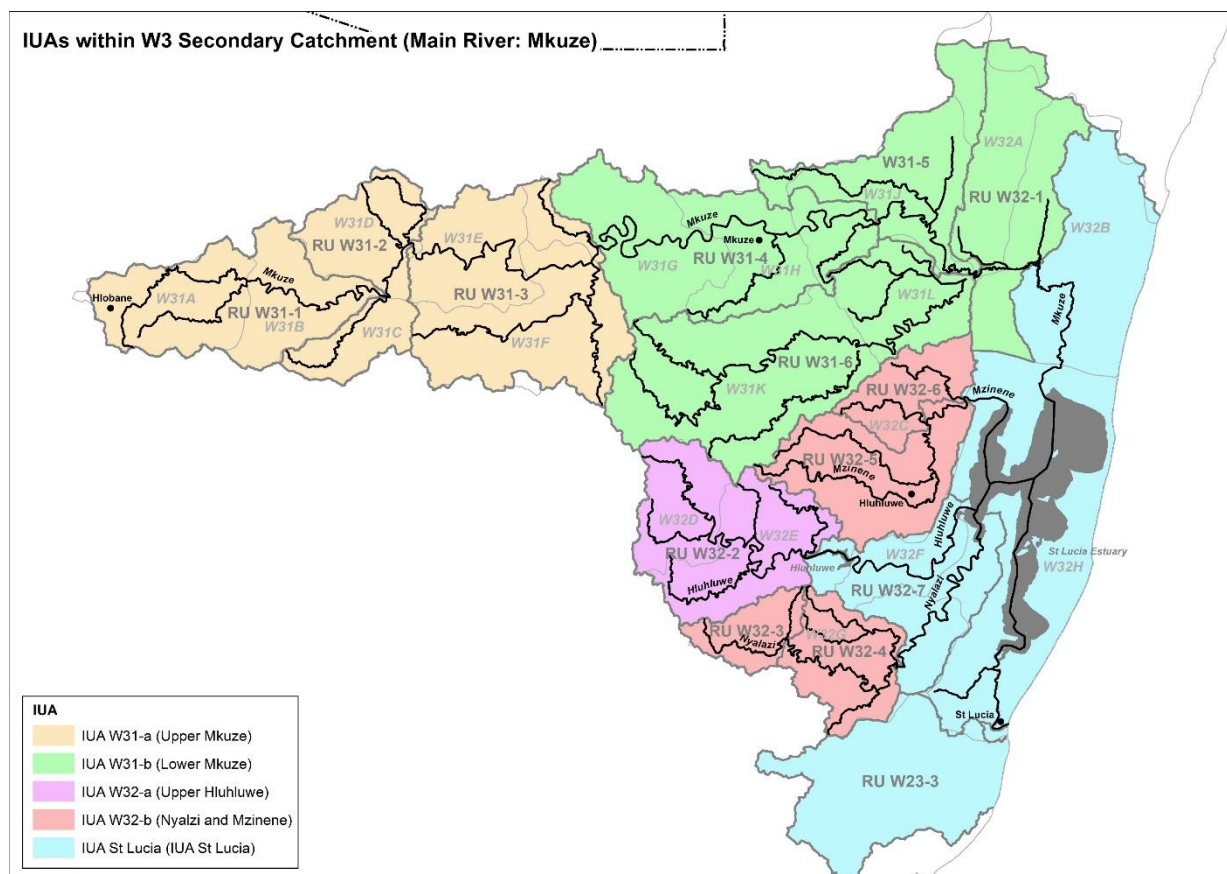 IUAs within W3 Secondary Catchment (Main River: Mkuze)
W32A
W31-5
W31D
W31J
RU W32-1
W32B
RU W31-2
W31E
Mkuze
Mkuze
W31G
RU W31-4
W31H
Mkuze
W31A
Hlobane
RU W31-3
W31L
Mkuze
RU W31-1
W31B
W31C
W31F
RU W31-6
RU W32-6
Mzinene
W31K
W32C
RU W32-5
Mzinene
Hluhluwe
W32D
W32E
Hluhluwe
RU W32-2
W32F
St Lucia Estuary
W32H
Hluhluwe
Hluhluwe
RU W32-7
Nyalazi
RU W32-3
W32G
Nyalazi
RU W32-4
St Lucia
RU W23-3
IUA
IUA W31-a (Upper Mkuze)
IUA W31-b (Lower Mkuze)
IUA W32-a (Upper Hluhluwe)
IUA W32-b (Nyalzi and Mzinene)
IUA St Lucia (IUA St Lucia)